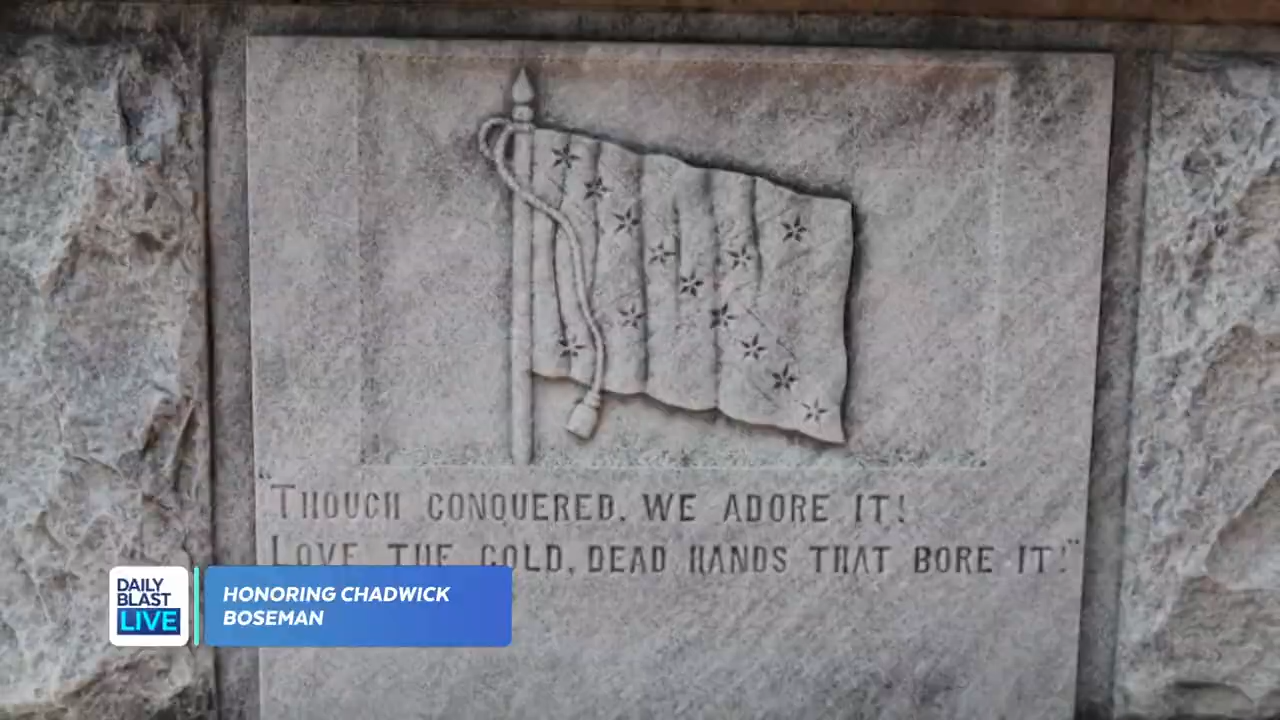 "THOUGH CONQUERED, WE ADORE IT!
LOVE THE COLD, DEAD HANDS THAT BORE IT!"
DAILY
BLAST
LIVE
HONORING CHADWICK
BOSEMAN